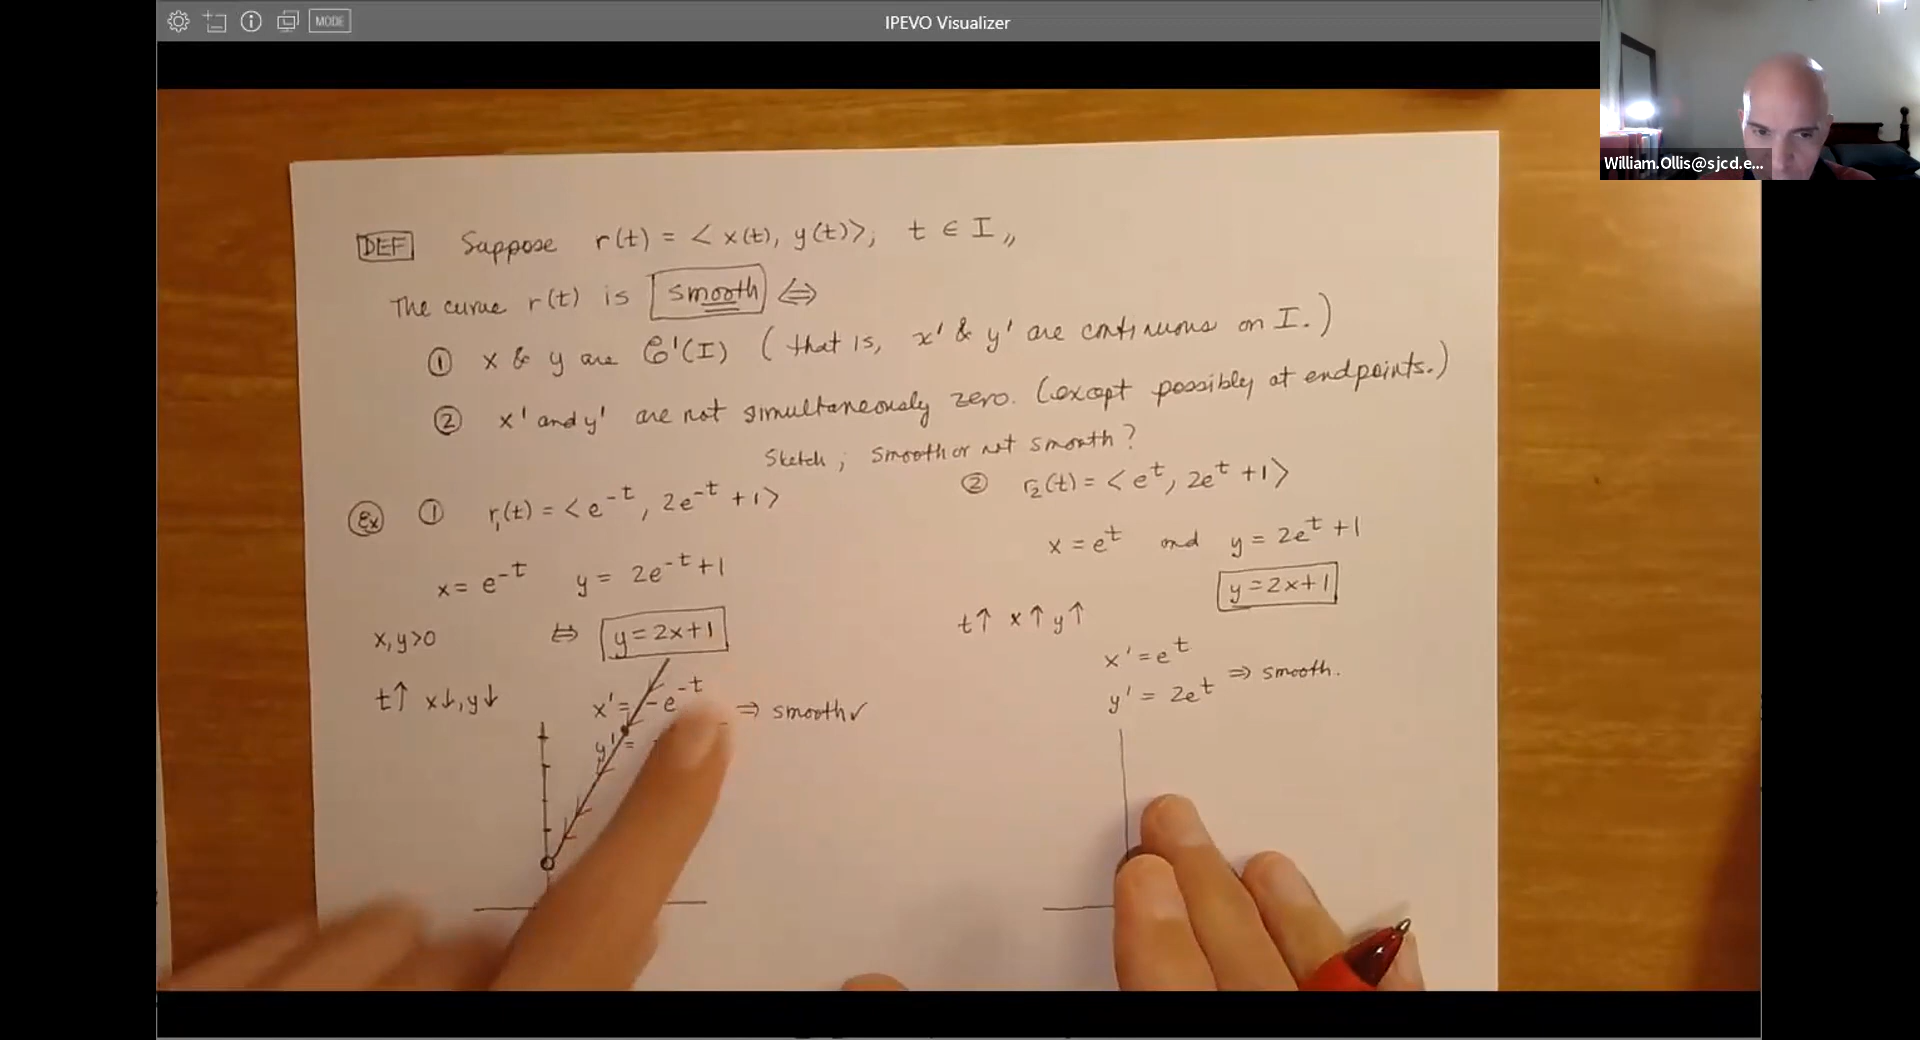 MODE
IPEVO Visualizer
William.Ollis@sjcd.e...
DEF Suppose r(t) = < x(t), y(t)>, t ∈ I,,
The curve r(t) is smooth ⇔
① x & y are C'(I) (that is, x' & y' are continuous on I.)
② x' and y' are not simultaneously zero. (except possibly at endpoints.)
Sketch; smooth or not smooth?
Ex ① r₁(t) = < e^-t, 2e^-t +1 >
x = e^-t y = 2e^-t +1
x, y >0 ⇔ y = 2x+1
t↑ x↓, y↓
x' = -e^-t
y' =
⇒ smooth✓
② r₂(t) = < e^t, 2e^t +1 >
x = e^t and y = 2e^t +1
y = 2x+1
t↑ x↑ y↑
x' = e^t
y' = 2e^t ⇒ smooth.